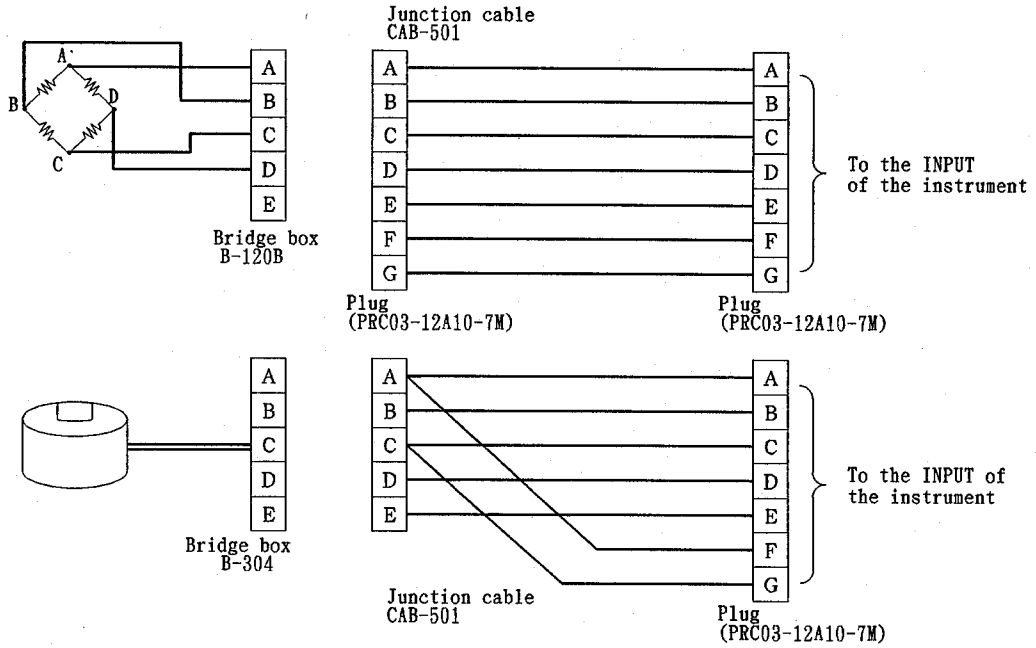 Junction cable
CAB-501
A
B
D
C
A
B
C
D
E
Bridge box
B-120B
A
B
C
D
E
F
G
Plug
(PRC03-12A10-7M)
A
B
C
D
E
F
G
Plug
(PRC03-12A10-7M)
To the INPUT
of the instrument
A
B
C
D
E
Bridge box
B-304
A
B
C
D
E
Junction cable
CAB-501
A
B
C
D
E
F
G
Plug
(PRC03-12A10-7M)
To the INPUT of
the instrument